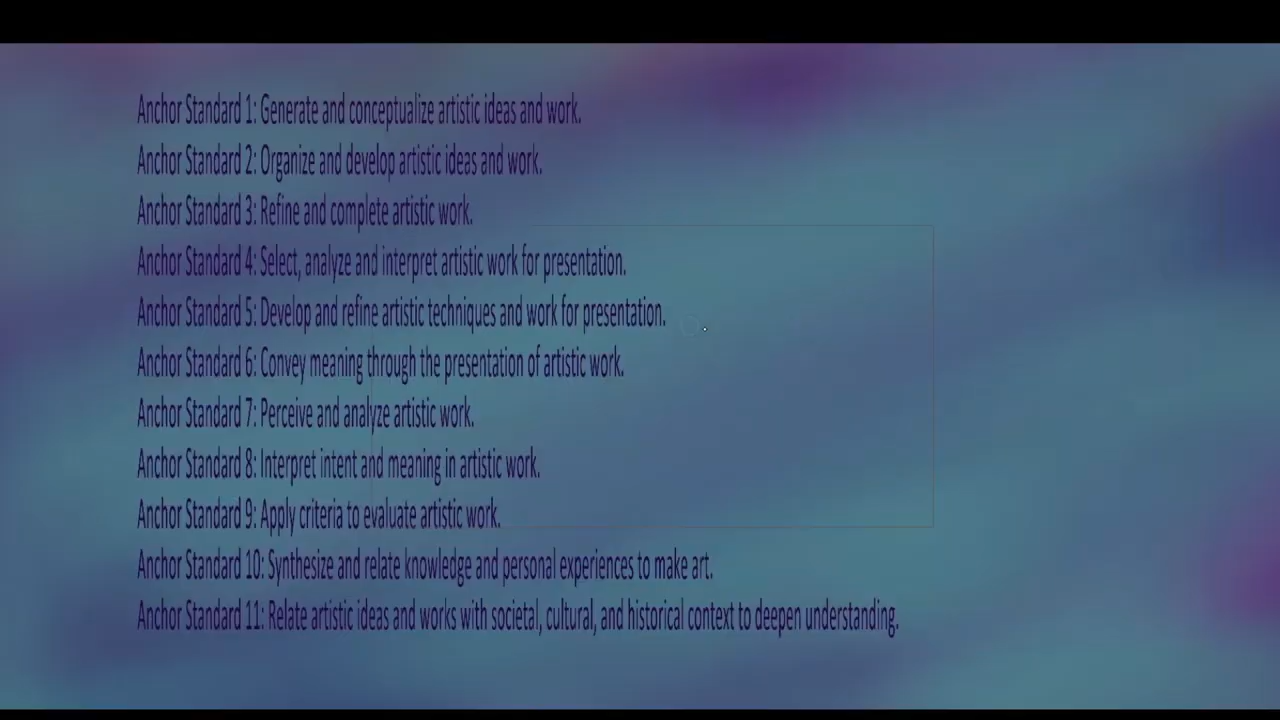 Anchor Standard 1: Generate and conceptualize artistic ideas and work.
Anchor Standard 2: Organize and develop artistic ideas and work.
Anchor Standard 3: Refine and complete artistic work.
Anchor Standard 4: Select, analyze and interpret artistic work for presentation.
Anchor Standard 5: Develop and refine artistic techniques and work for presentation.
Anchor Standard 6: Convey meaning through the presentation of artistic work.
Anchor Standard 7: Perceive and analyze artistic work.
Anchor Standard 8: Interpret intent and meaning in artistic work.
Anchor Standard 9: Apply criteria to evaluate artistic work.
Anchor Standard 10: Synthesize and relate knowledge and personal experiences to make art.
Anchor Standard 11: Relate artistic ideas and works with societal, cultural, and historical context to deepen understanding.